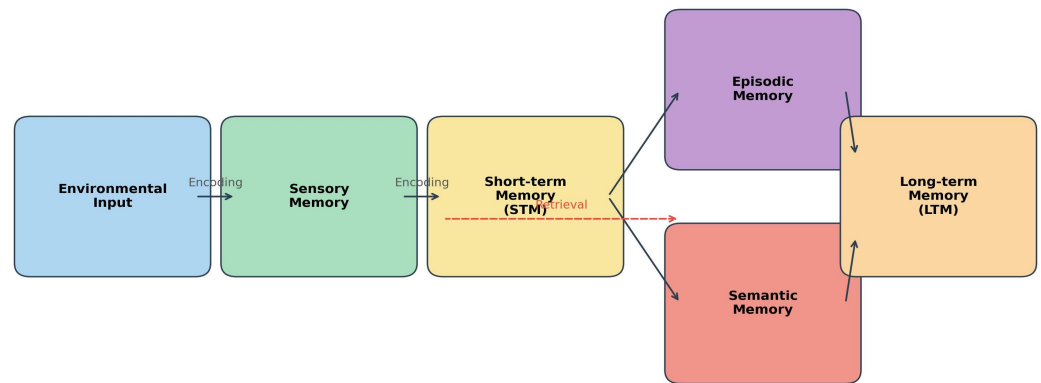 Environmental
Input
Encoding
Sensory
Memory
Encoding
Short-term
Memory
(STM)
Retrieval
Episodic
Memory
Semantic
Memory
Long-term
Memory
(LTM)